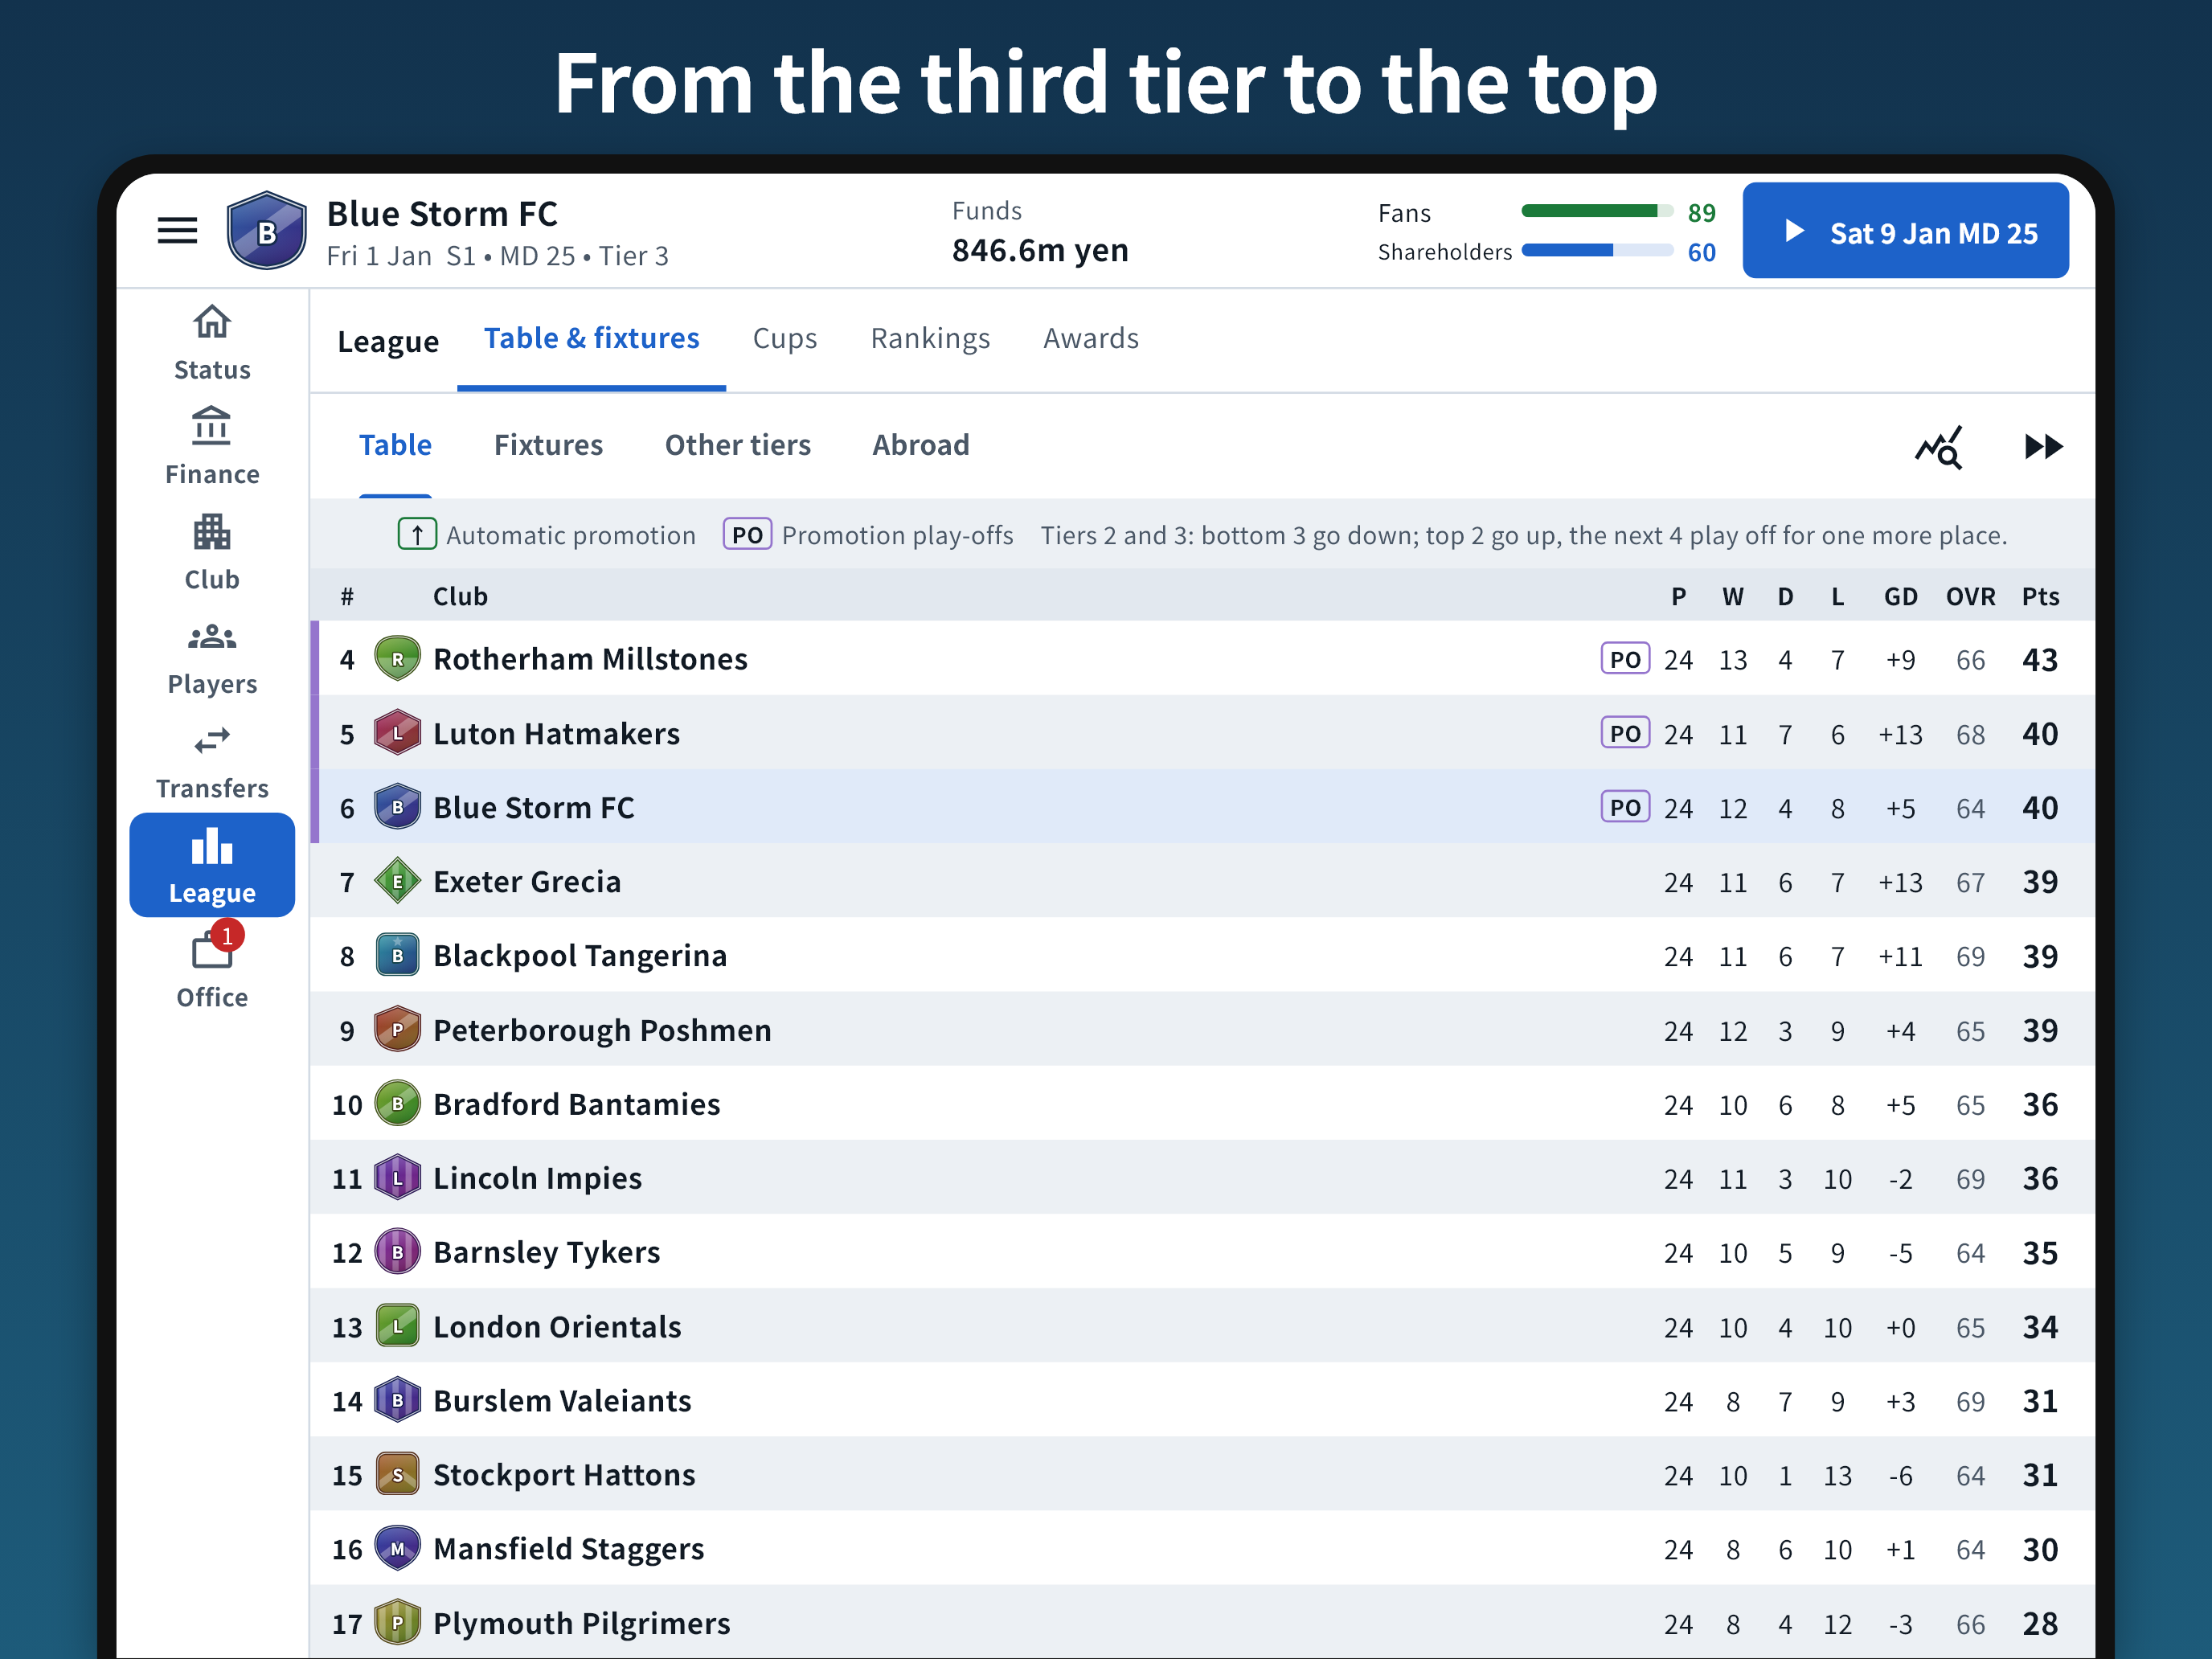 From the third tier to the top
B
Blue Storm FC
Fri 1 Jan S1 • MD 25 • Tier 3
Funds
846.6m yen
Fans 89
Shareholders 60
Sat 9 Jan MD 25
Status
Finance
Club
Players
Transfers
League
1
Office
League Table & fixtures Cups Rankings Awards
Table Fixtures Other tiers Abroad
↑ Automatic promotion PO Promotion play-offs Tiers 2 and 3: bottom 3 go down; top 2 go up, the next 4 play off for one more place.
# Club P W D L GD OVR Pts
4 R Rotherham Millstones PO 24 13 4 7 +9 66 43
5 L Luton Hatmakers PO 24 11 7 6 +13 68 40
6 B Blue Storm FC PO 24 12 4 8 +5 64 40
7 E Exeter Grecia 24 11 6 7 +13 67 39
8 B Blackpool Tangerina 24 11 6 7 +11 69 39
9 P Peterborough Poshmen 24 12 3 9 +4 65 39
10 B Bradford Bantamies 24 10 6 8 +5 65 36
11 L Lincoln Impies 24 11 3 10 -2 69 36
12 B Barnsley Tykers 24 10 5 9 -5 64 35
13 L London Orientals 24 10 4 10 +0 65 34
14 B Burslem Valeiants 24 8 7 9 +3 69 31
15 S Stockport Hattons 24 10 1 13 -6 64 31
16 M Mansfield Staggers 24 8 6 10 +1 64 30
17 P Plymouth Pilgrimers 24 8 4 12 -3 66 28